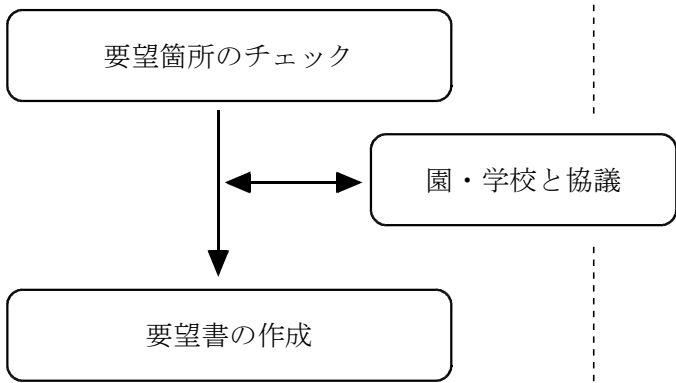 要望箇所のチェック
園・学校と協議
要望書の作成